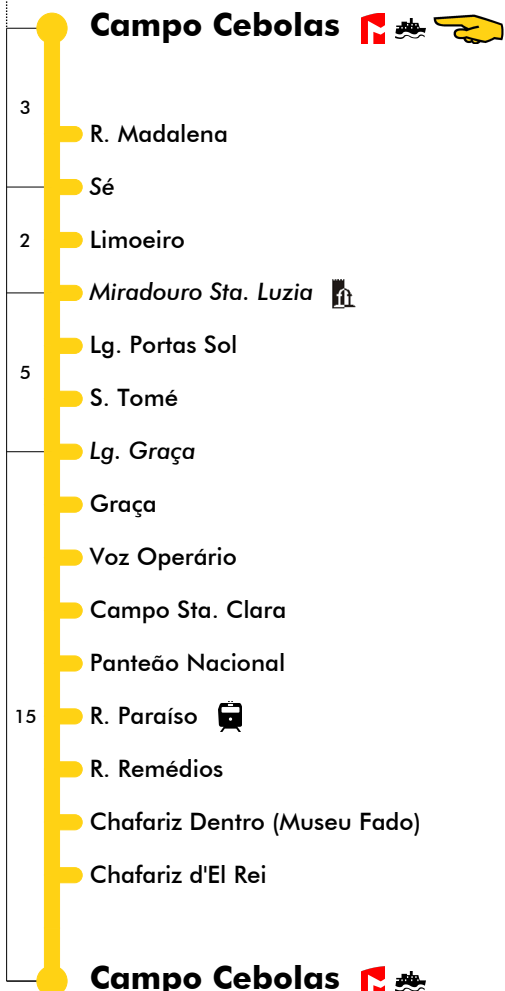 Campo Cebolas
3
R. Madalena
Sé
2
Limoeiro
Miradouro Sta. Luzia
Lg. Portas Sol
5
S. Tomé
Lg. Graça
Graça
Voz Operário
Campo Sta. Clara
Panteão Nacional
15
R. Paraíso
R. Remédios
Chafariz Dentro (Museu Fado)
Chafariz d'El Rei
Campo Cebolas